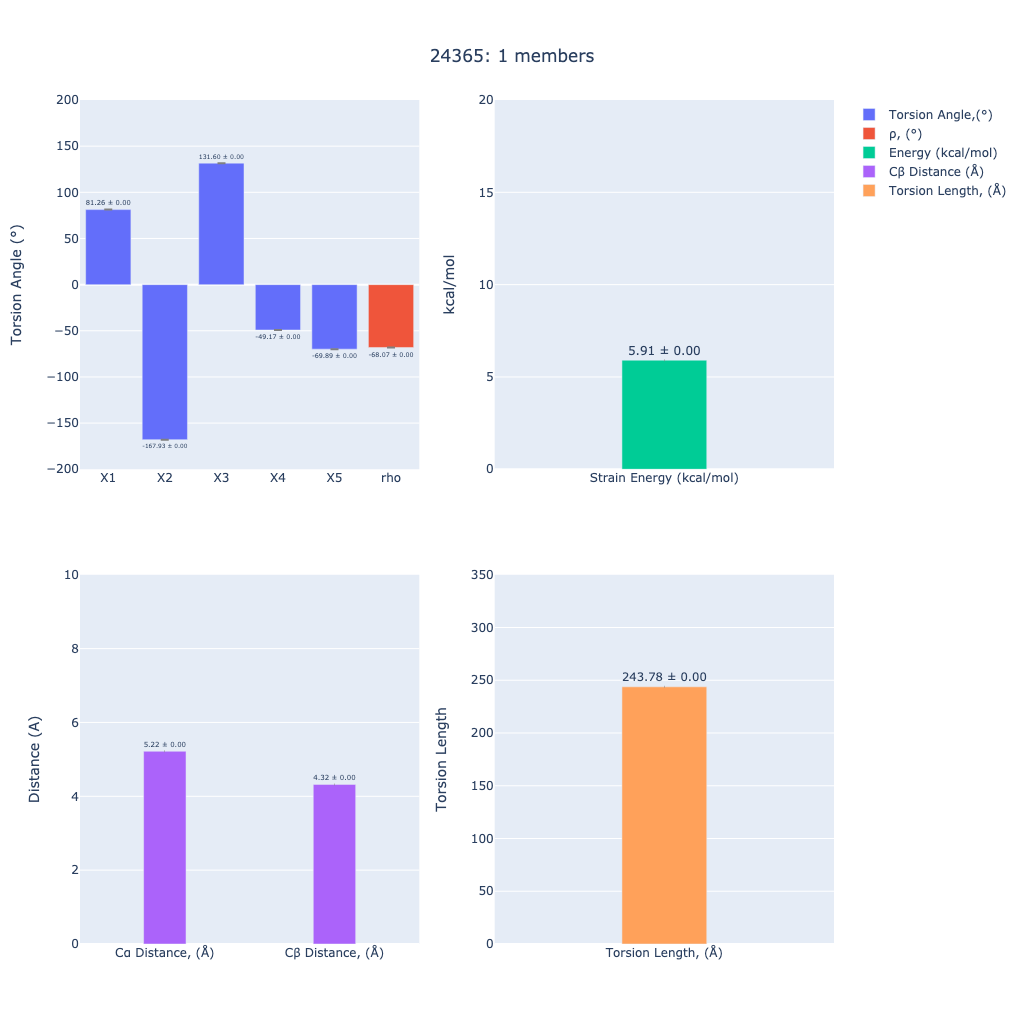 24365: 1 members
Torsion Angle (°)
200
150
100
50
0
−50
−100
−150
−200
81.26 ± 0.00
-167.93 ± 0.00
131.60 ± 0.00
-49.17 ± 0.00
-69.89 ± 0.00
-68.07 ± 0.00
X1 X2 X3 X4 X5 rho
kcal/mol
20
15
10
5
0
5.91 ± 0.00
Strain Energy (kcal/mol)
Torsion Angle,(°)
ρ, (°)
Energy (kcal/mol)
Cβ Distance (Å)
Torsion Length, (Å)
Distance (A)
10
8
6
4
2
0
5.22 ± 0.00
4.32 ± 0.00
Cα Distance, (Å) Cβ Distance, (Å)
Torsion Length
350
300
250
200
150
100
50
0
243.78 ± 0.00
Torsion Length, (Å)